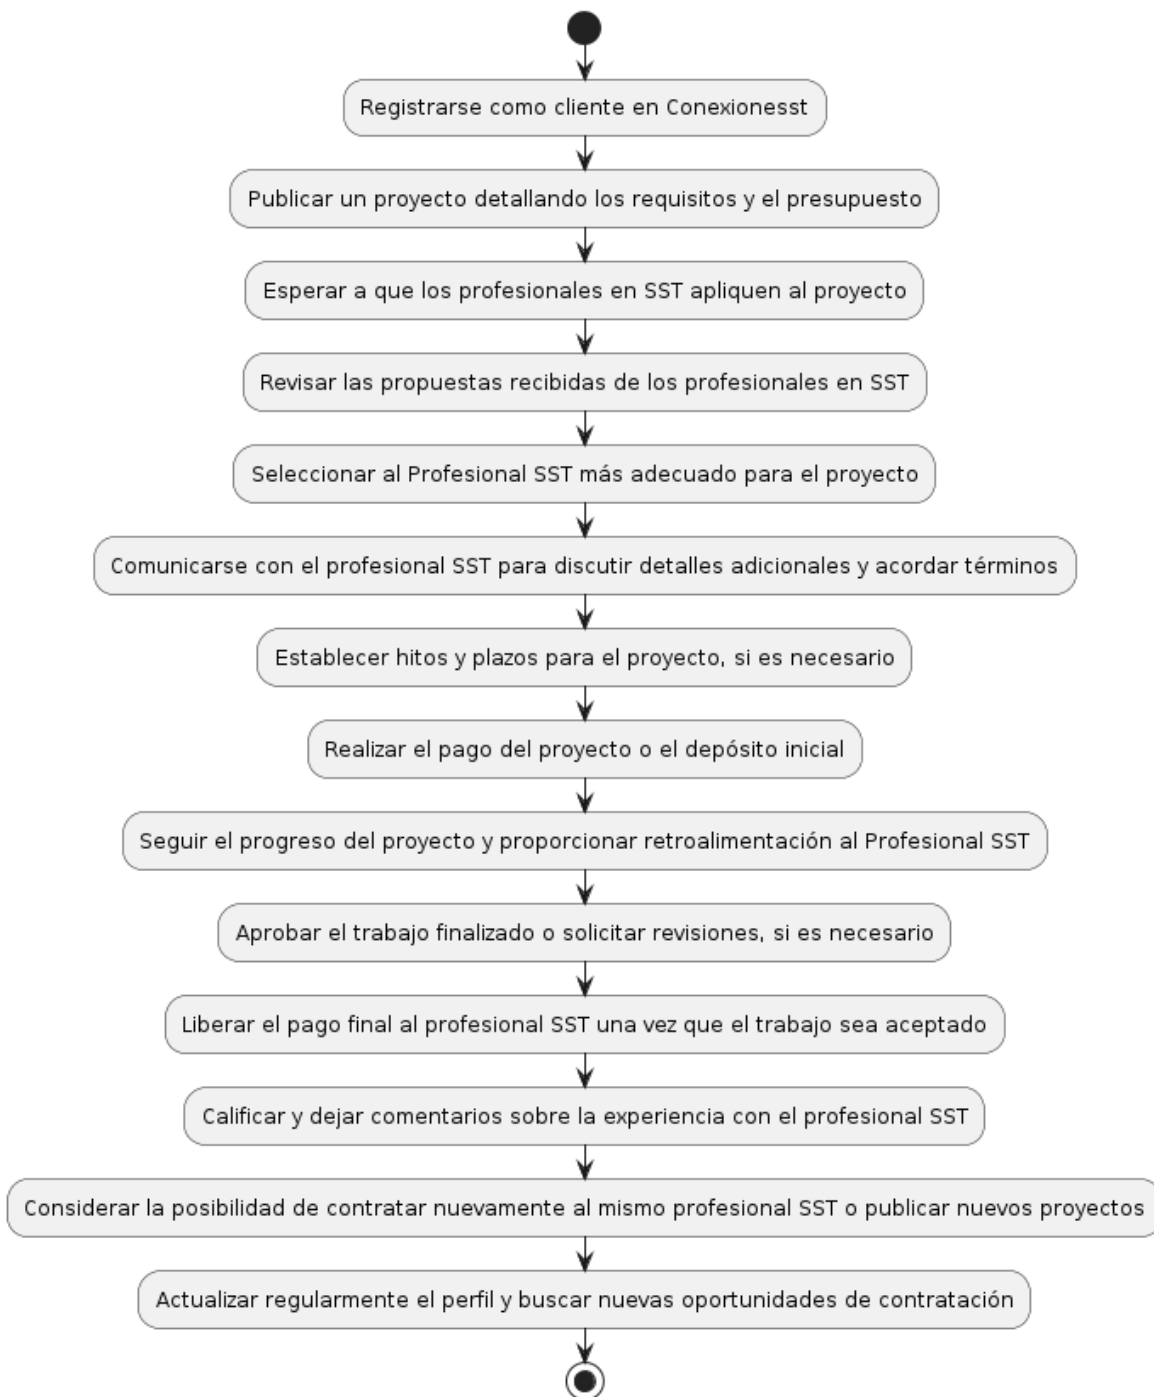 Registrarse como cliente en Conexionesst
Publicar un proyecto detallando los requisitos y el presupuesto
Esperar a que los profesionales en SST apliquen al proyecto
Revisar las propuestas recibidas de los profesionales en SST
Seleccionar al Profesional SST más adecuado para el proyecto
Comunicarse con el profesional SST para discutir detalles adicionales y acordar términos
Establecer hitos y plazos para el proyecto, si es necesario
Realizar el pago del proyecto o el depósito inicial
Seguir el progreso del proyecto y proporcionar retroalimentación al Profesional SST
Aprobar el trabajo finalizado o solicitar revisiones, si es necesario
Liberar el pago final al profesional SST una vez que el trabajo sea aceptado
Calificar y dejar comentarios sobre la experiencia con el profesional SST
Considerar la posibilidad de contratar nuevamente al mismo profesional SST o publicar nuevos proyectos
Actualizar regularmente el perfil y buscar nuevas oportunidades de contratación